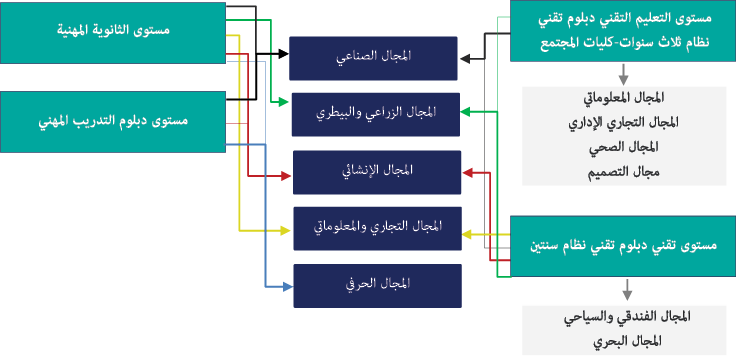 مستوى التعليم التقني دبلوم تقني
نظام ثلاث سنوات-كليات المجتمع
المجال المعلوماتي
المجال التجاري الإداري
المجال الصحي
مجال التصميم
مستوى تقني دبلوم تقني نظام سنتين
المجال الفندقي والسياحي
المجال البحري
المجال الصناعي
المجال الزراعي والبيطري
المجال الإنشائي
المجال التجاري والمعلوماتي
المجال الحرفي
مستوى الثانوية المهنية
مستوى دبلوم التدريب المهني